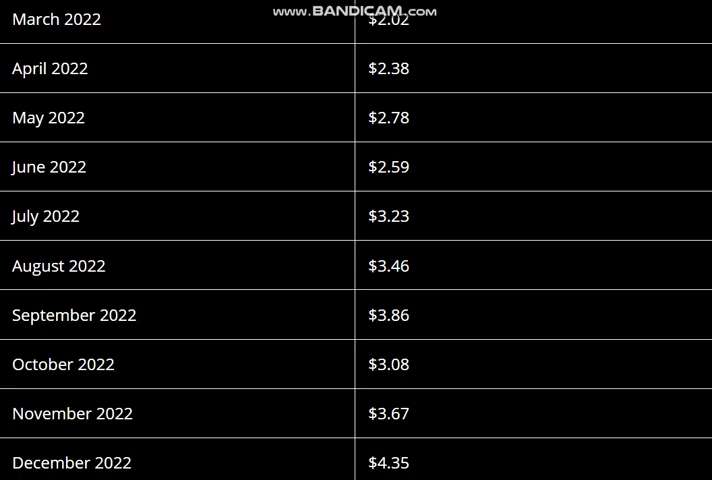 www.BANDICAM.com
March 2022 $2.02
April 2022 $2.38
May 2022 $2.78
June 2022 $2.59
July 2022 $3.23
August 2022 $3.46
September 2022 $3.86
October 2022 $3.08
November 2022 $3.67
December 2022 $4.35